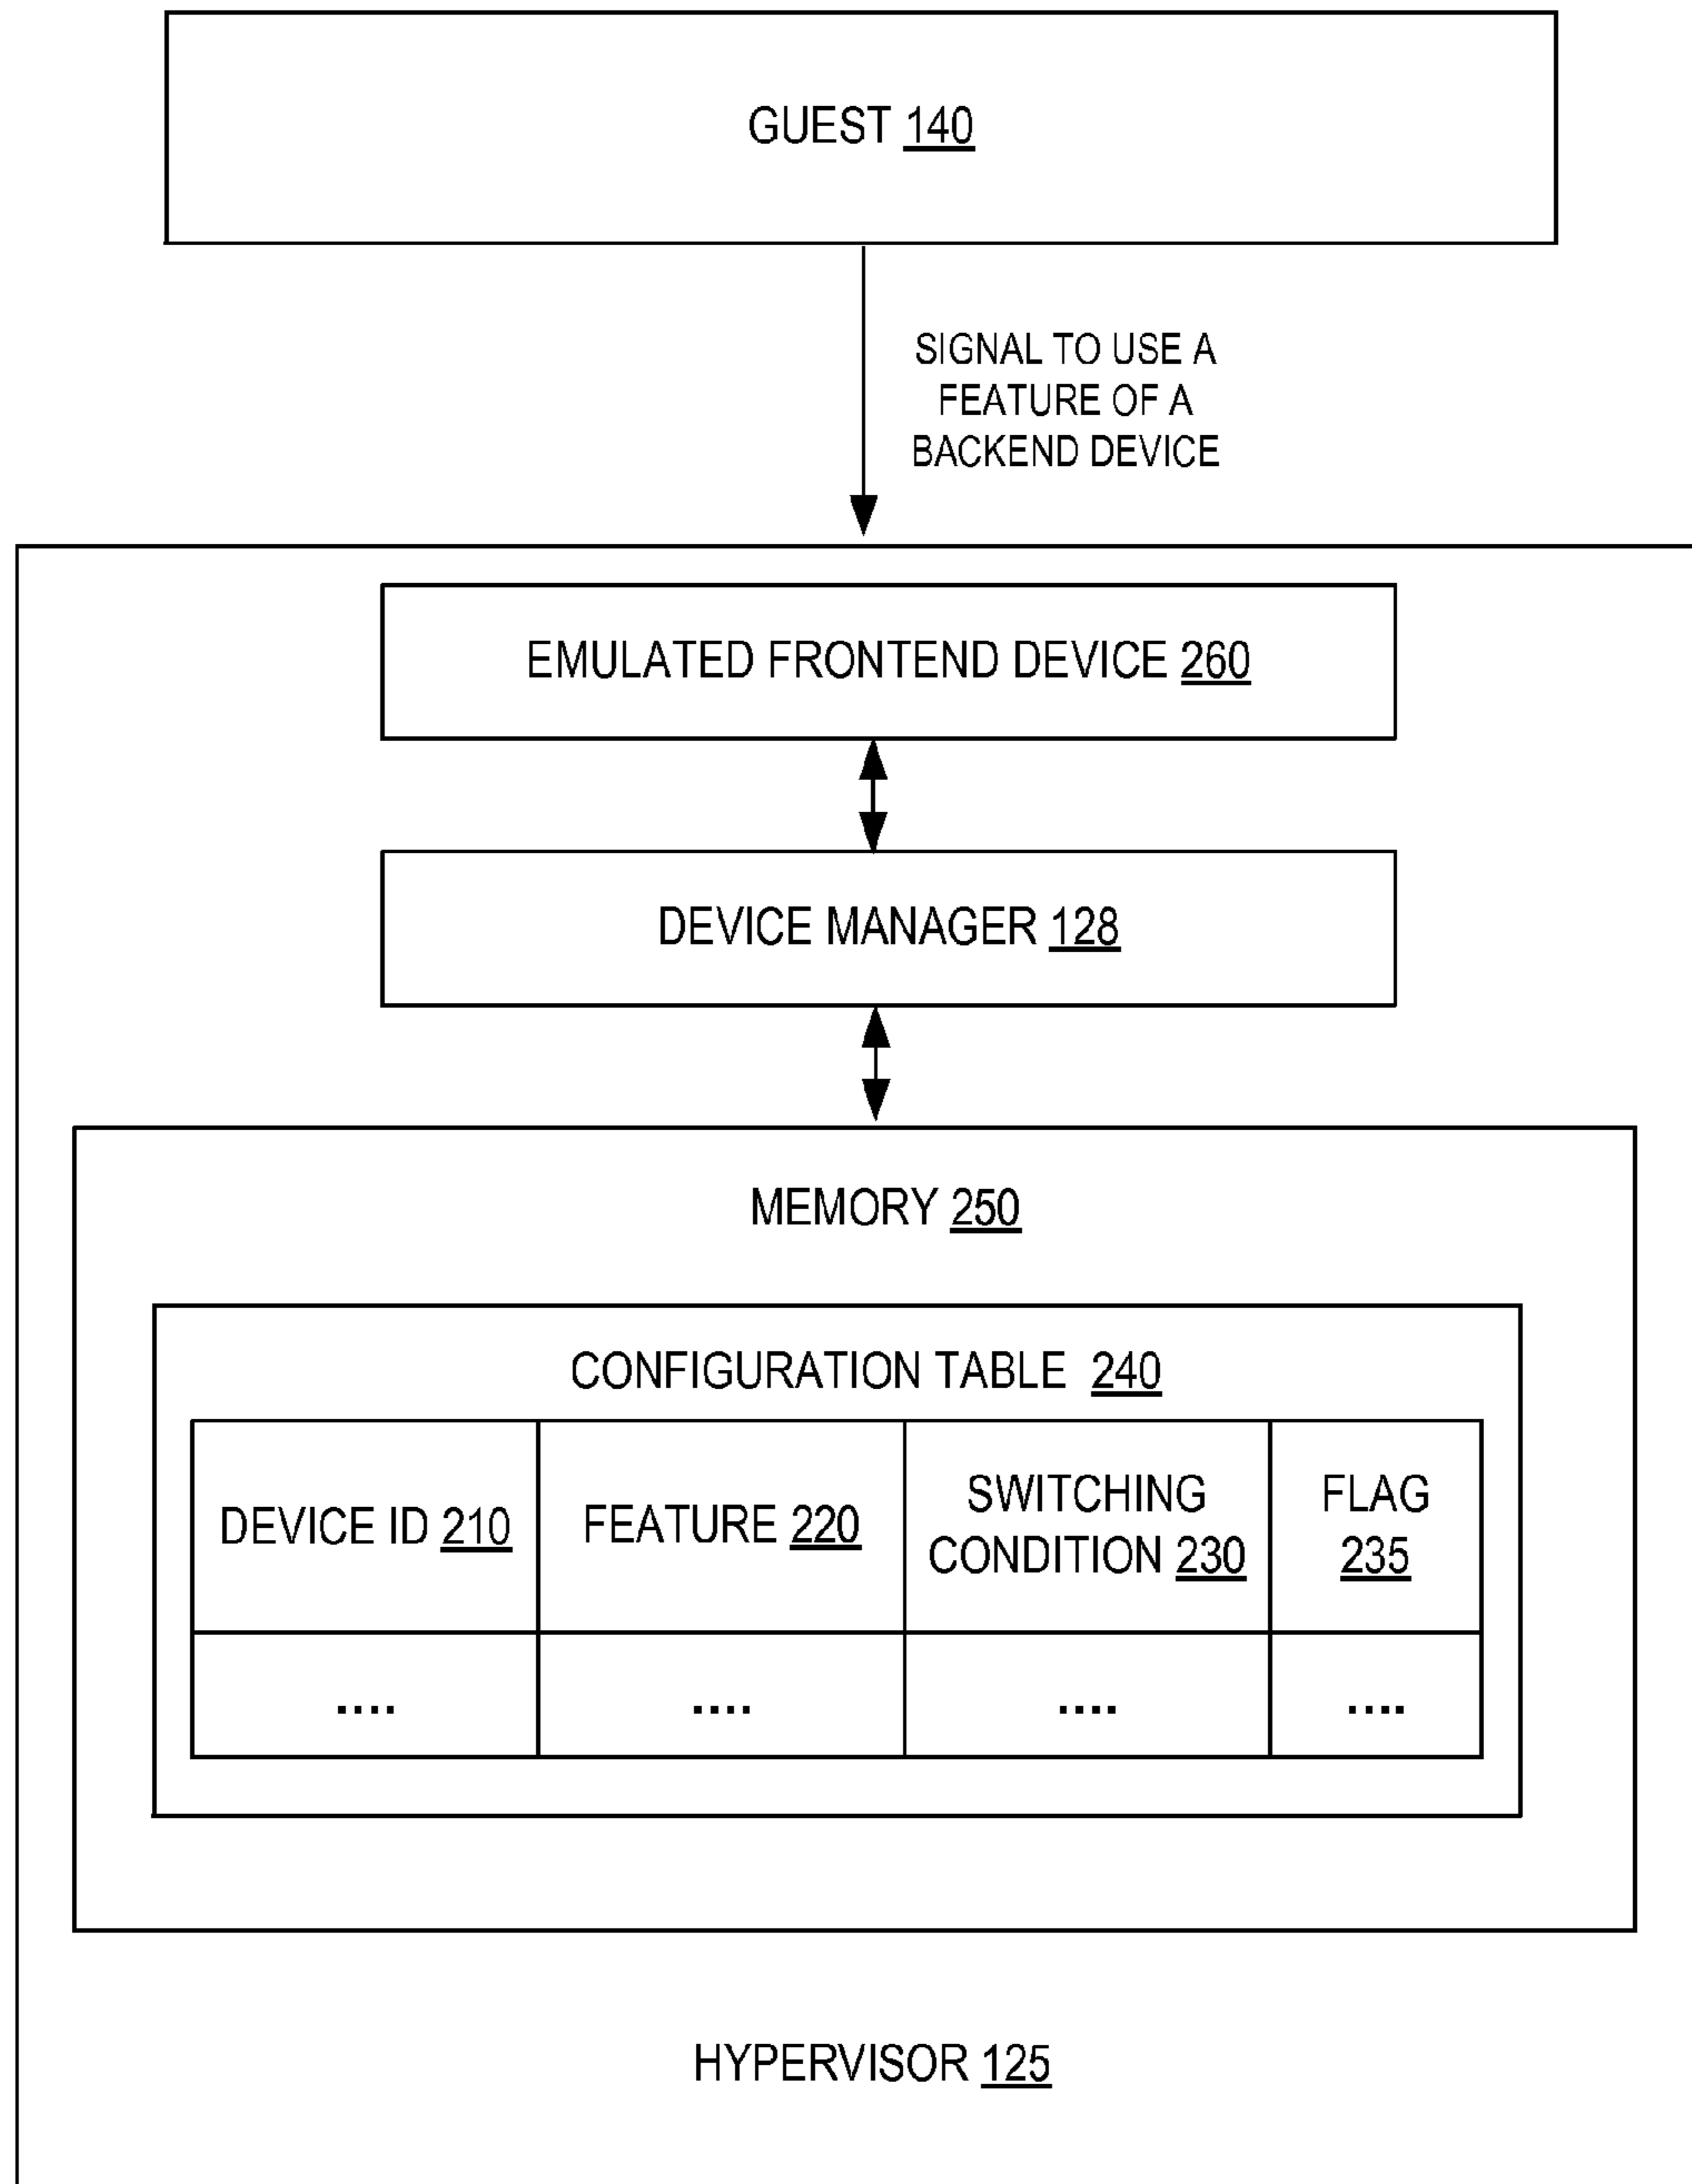 GUEST 140
SIGNAL TO USE A
FEATURE OF A
BACKEND DEVICE
EMULATED FRONTEND DEVICE 260
DEVICE MANAGER 128
MEMORY 250
CONFIGURATION TABLE 240
DEVICE ID 210
FEATURE 220
SWITCHING
CONDITION 230
FLAG
235
....
....
....
....
HYPERVISOR 125